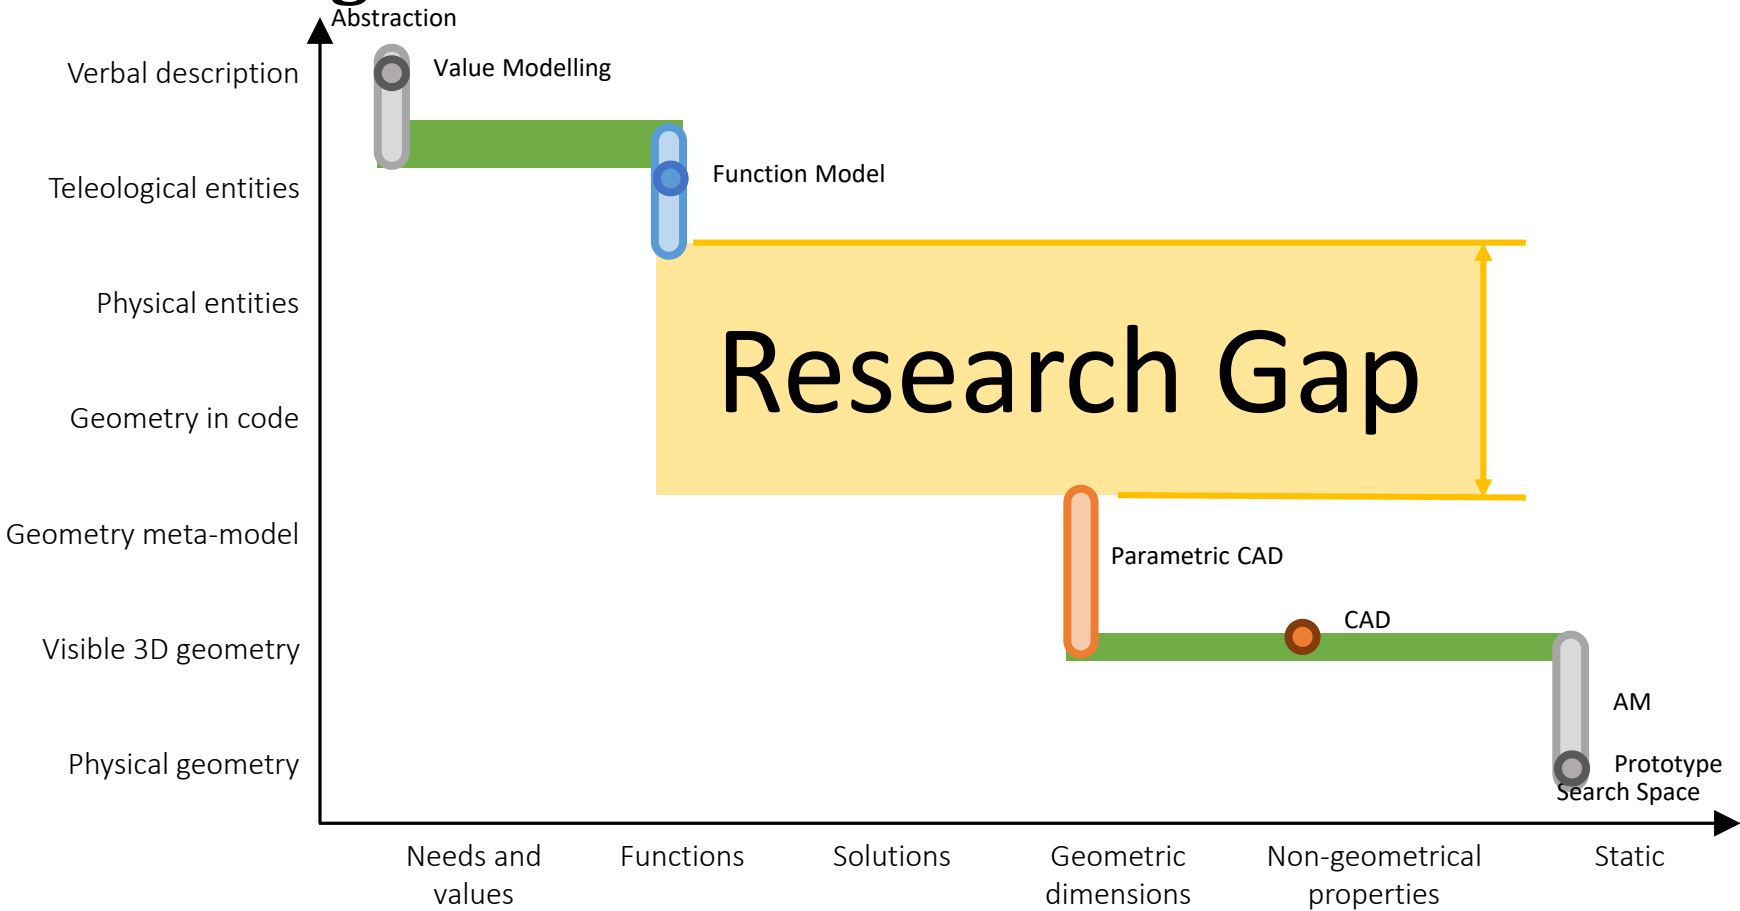 Abstraction
Verbal description
Value Modelling
Function Model
Teleological entities
Physical entities
Research Gap
Geometry in code
Geometry meta-model
Parametric CAD
CAD
Visible 3D geometry
AM
Physical geometry
Prototype
Search Space
Needs and
values
Functions
Solutions
Geometric
dimensions
Non-geometrical
properties
Static